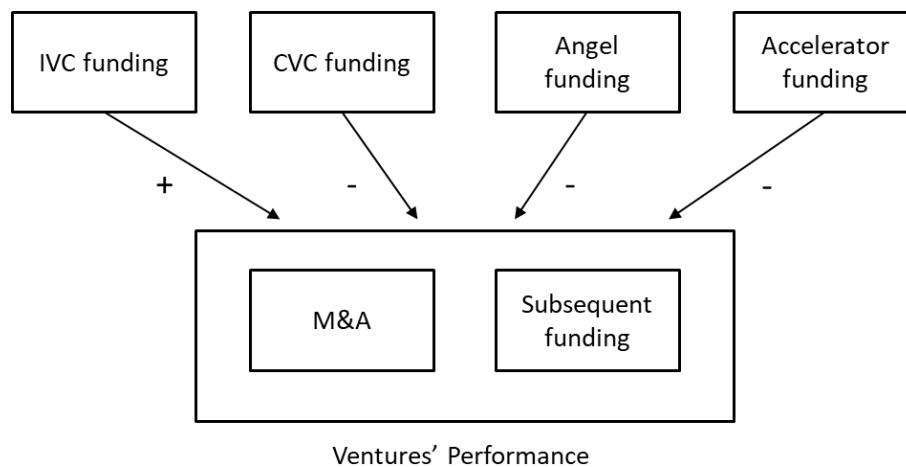 IVC funding
CVC funding
Angel
funding
Accelerator
funding
+
-
-
-
M&A
Subsequent
funding
Ventures’ Performance